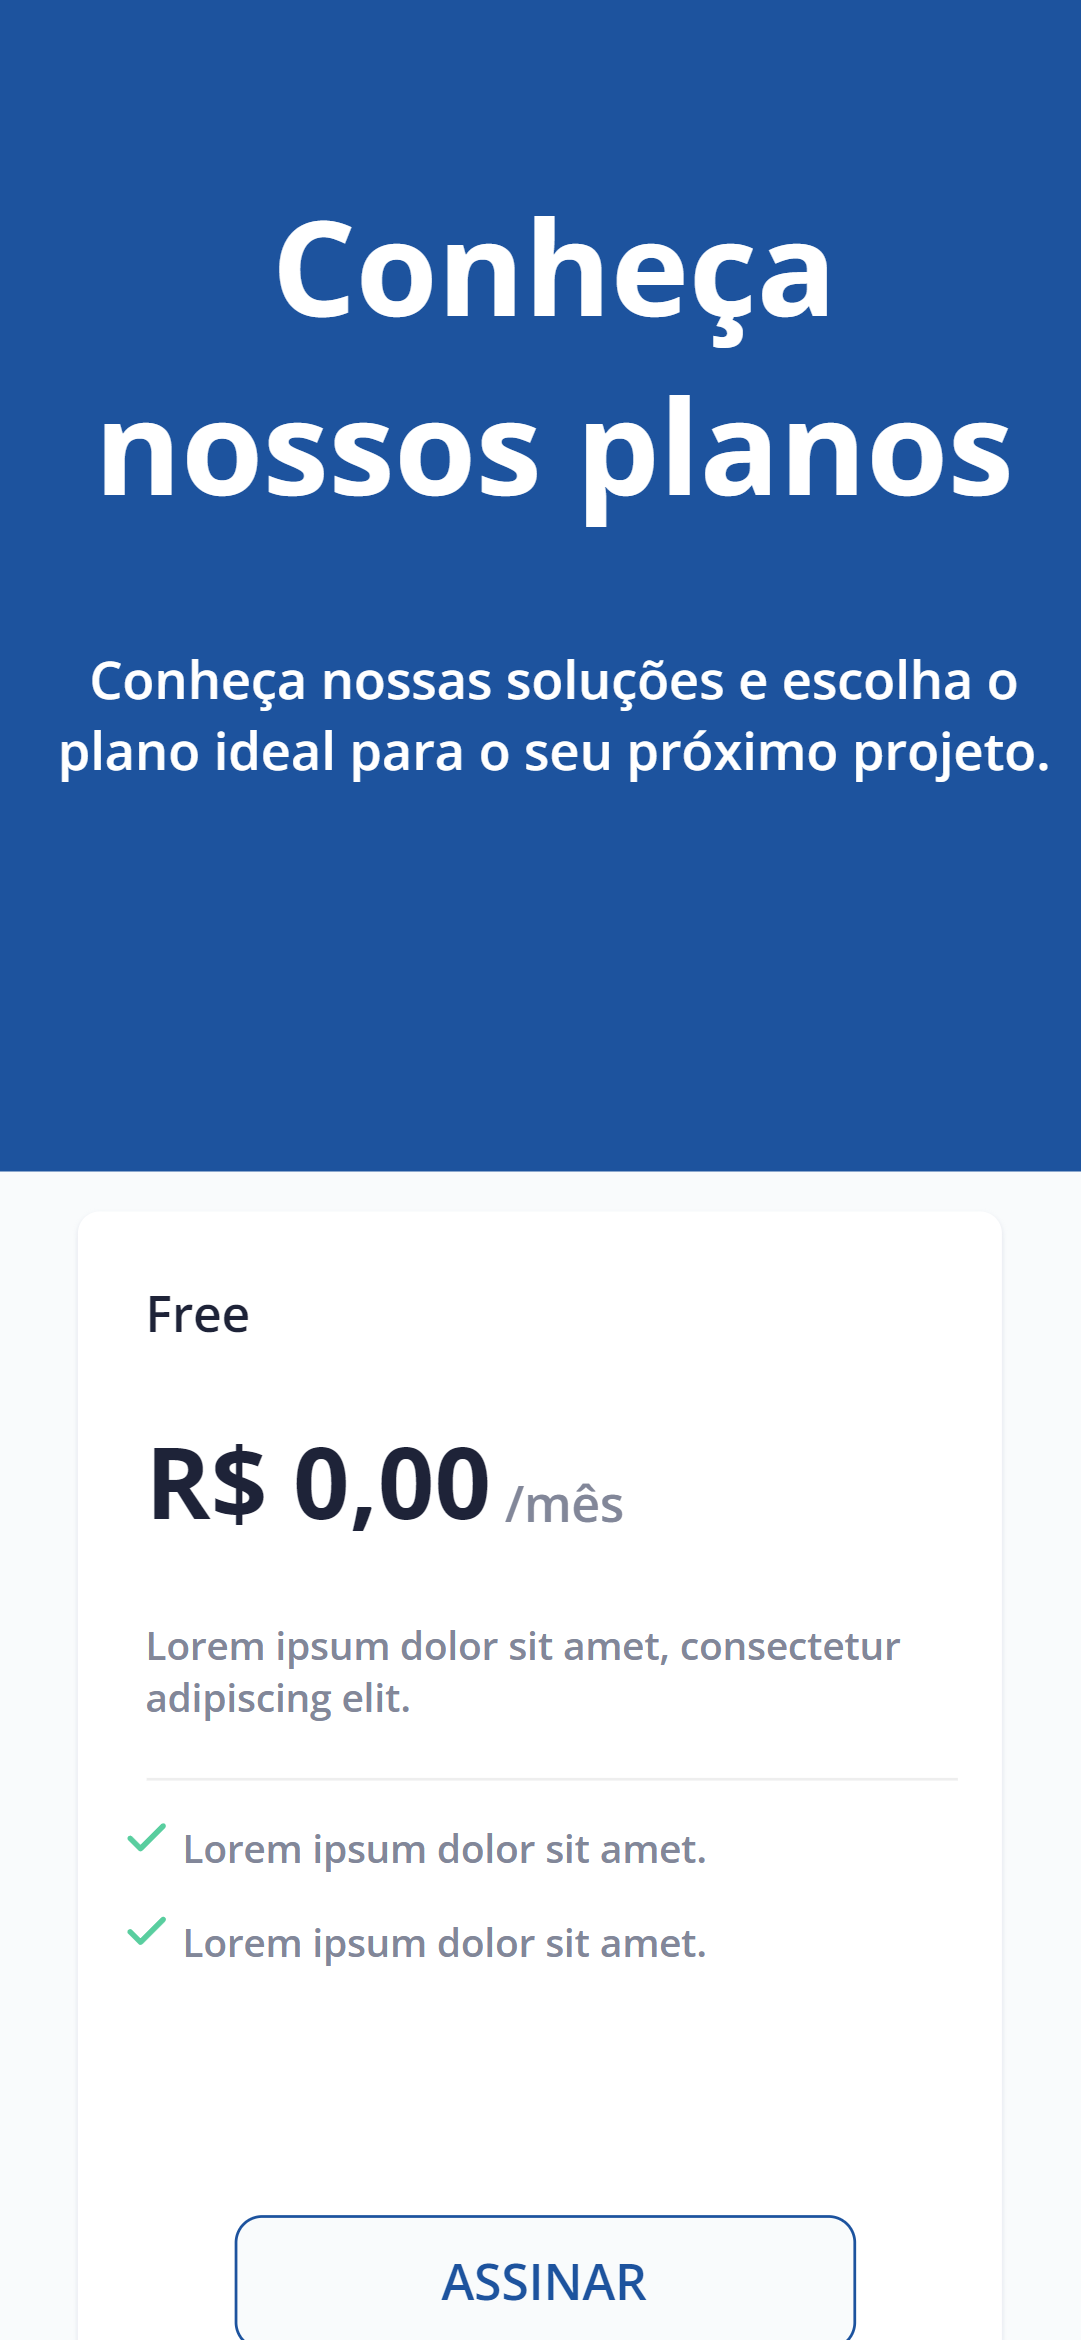 Conheça
nossos planos
Conheça nossas soluções e escolha o
plano ideal para o seu próximo projeto.
Free
R$ 0,00 /mês
Lorem ipsum dolor sit amet, consectetur
adipiscing elit.
Lorem ipsum dolor sit amet.
Lorem ipsum dolor sit amet.
ASSINAR